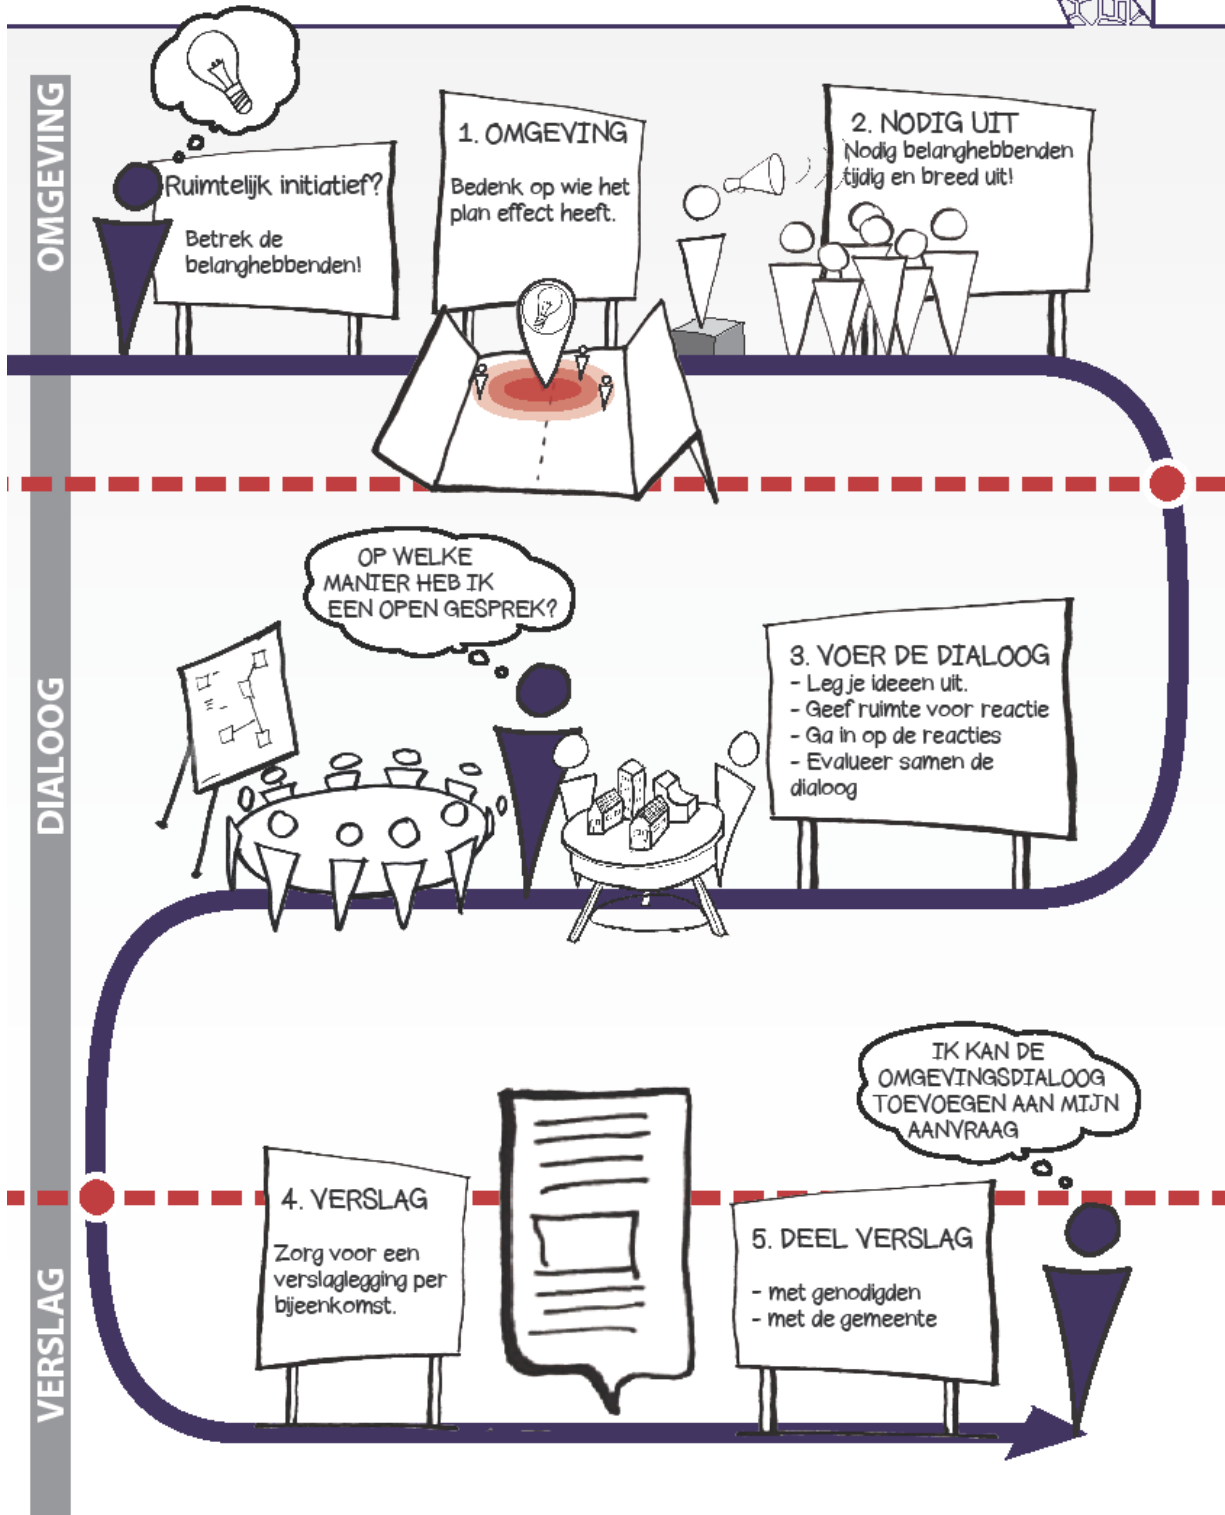 OMGEVING
Ruimtelijk initiatief?
Betrek de
belanghebbenden!
1. OMGEVING
Bedenk op wie het
plan effect heeft.
2. NODIG UIT
Nodig belanghebbenden
tijdig en breed uit!
DIALOOG
OP WELKE
MANIER HEB IK
EEN OPEN GESPREK?
3. VOER DE DIALOOG
- Leg je ideeen uit.
- Geef ruimte voor reactie
- Ga in op de reacties
- Evalueer samen de
dialoog
VERSLAG
4. VERSLAG
Zorg voor een
verslaglegging per
bijeenkomst.
5. DEEL VERSLAG
- met genodigden
- met de gemeente
IK KAN DE
OMGEVINGSDIALOOG
TOEVOEGEN AAN MIJN
AANVRAAG